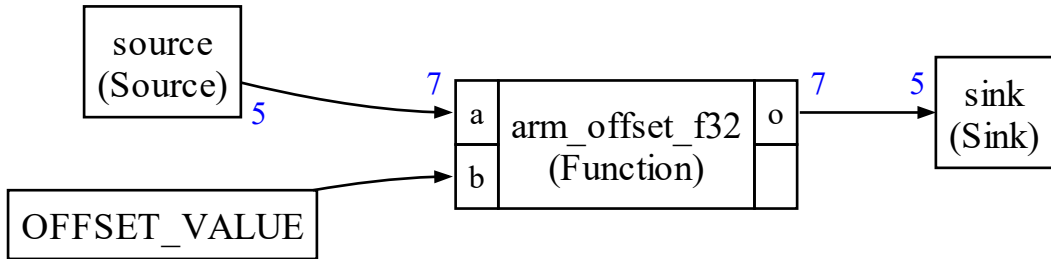 source
(Source)
5
7
a
b
arm_offset_f32
(Function)
o
7
5
sink
(Sink)
OFFSET_VALUE